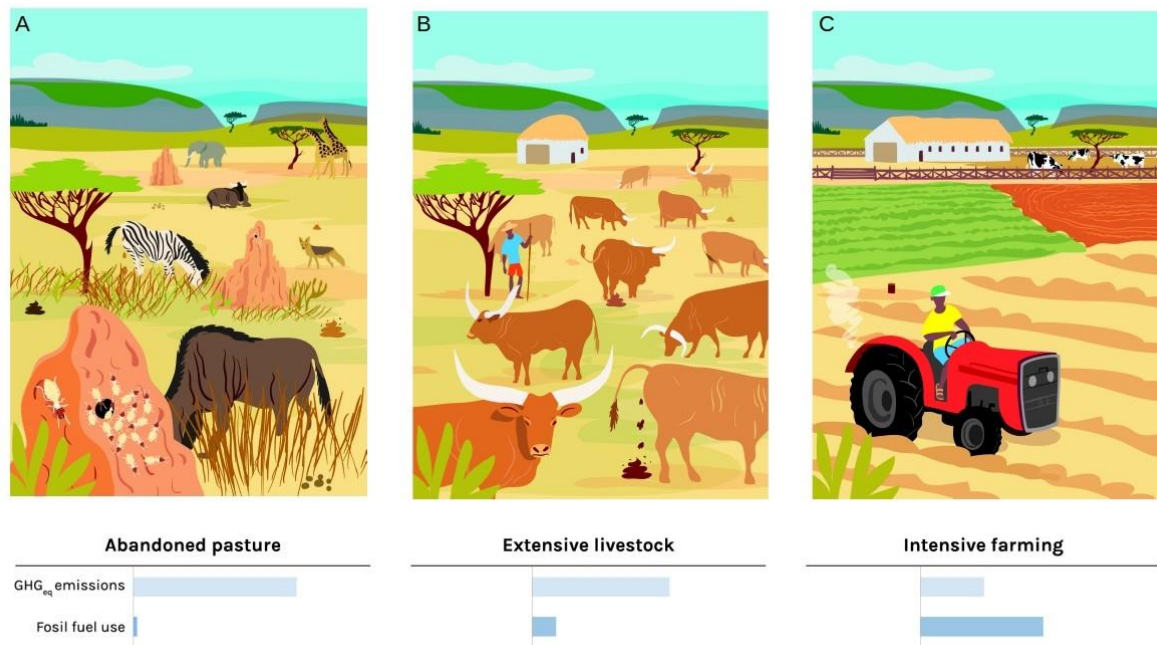 A
B
C
Abandoned pasture
Extensive livestock
Intensive farming
GHGeq emissions
Fosil fuel use